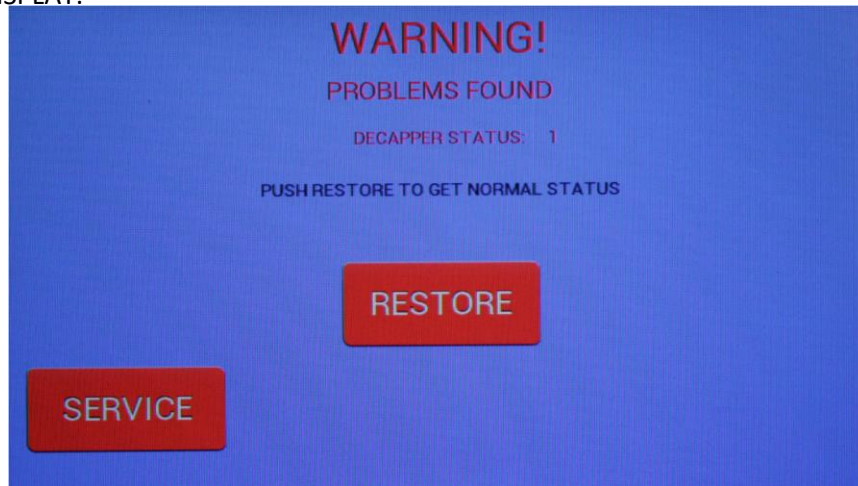 WARNING!
PROBLEMS FOUND
DECAPPER STATUS: 1
PUSH RESTORE TO GET NORMAL STATUS
RESTORE
SERVICE